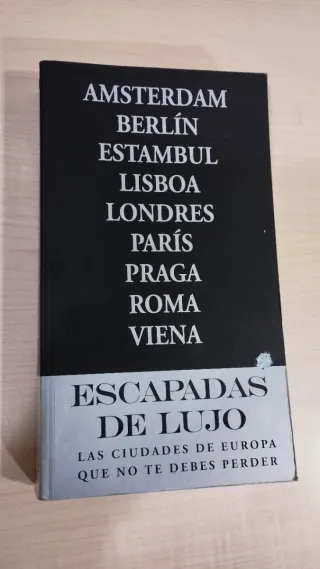 AMSTERDAM
BERLÍN
ESTAMBUL
LISBOA
LONDRES
PARÍS
PRAGA
ROMA
VIENA
ESCAPADAS
DE LUJO
LAS CIUDADES DE EUROPA
QUE NO TE DEBES PERDER